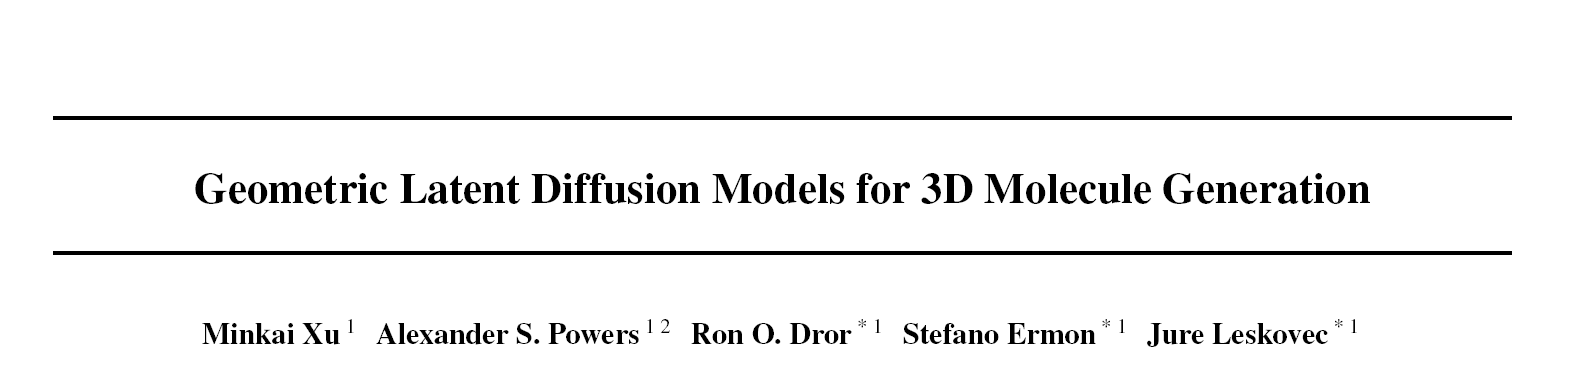 Geometric Latent Diffusion Models for 3D Molecule Generation
Minkai Xu 1 Alexander S. Powers 1 2 Ron O. Dror * 1 Stefano Ermon * 1 Jure Leskovec * 1